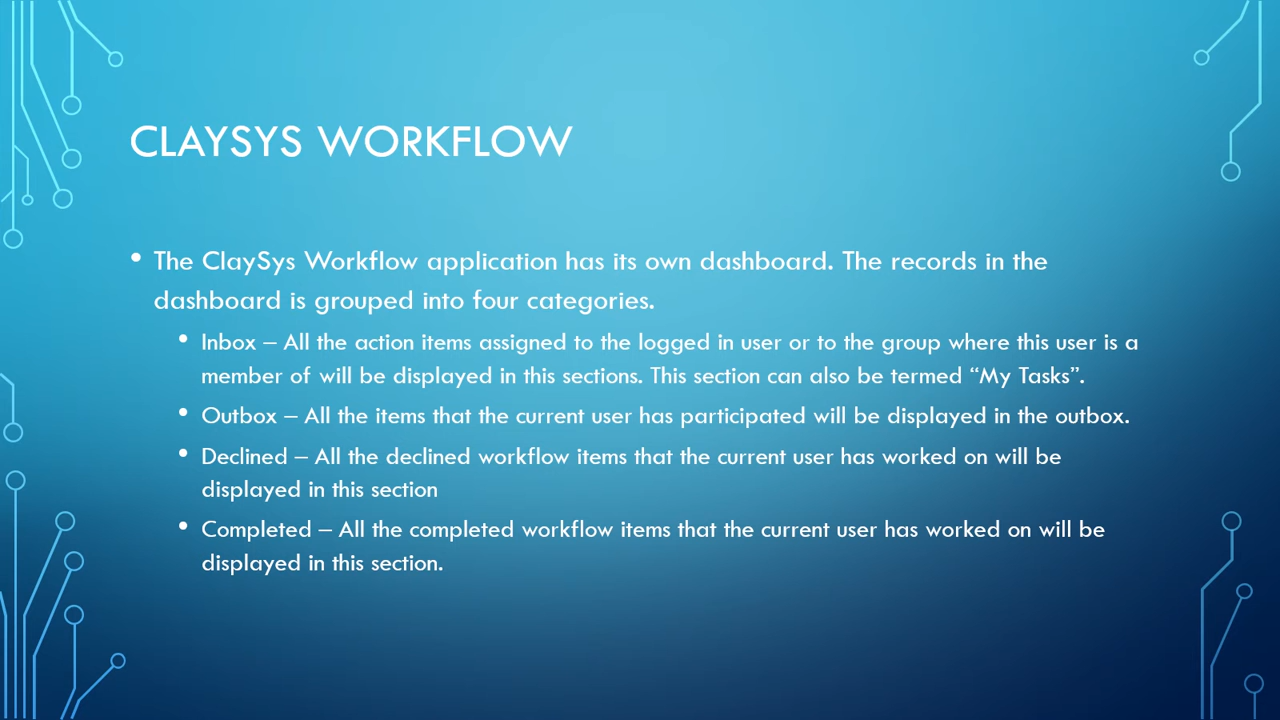 CLAYSYS WORKFLOW
• The ClaySys Workflow application has its own dashboard. The records in the
dashboard is grouped into four categories.
• Inbox – All the action items assigned to the logged in user or to the group where this user is a
member of will be displayed in this sections. This section can also be termed “My Tasks”.
• Outbox – All the items that the current user has participated will be displayed in the outbox.
• Declined – All the declined workflow items that the current user has worked on will be
displayed in this section
• Completed – All the completed workflow items that the current user has worked on will be
displayed in this section.